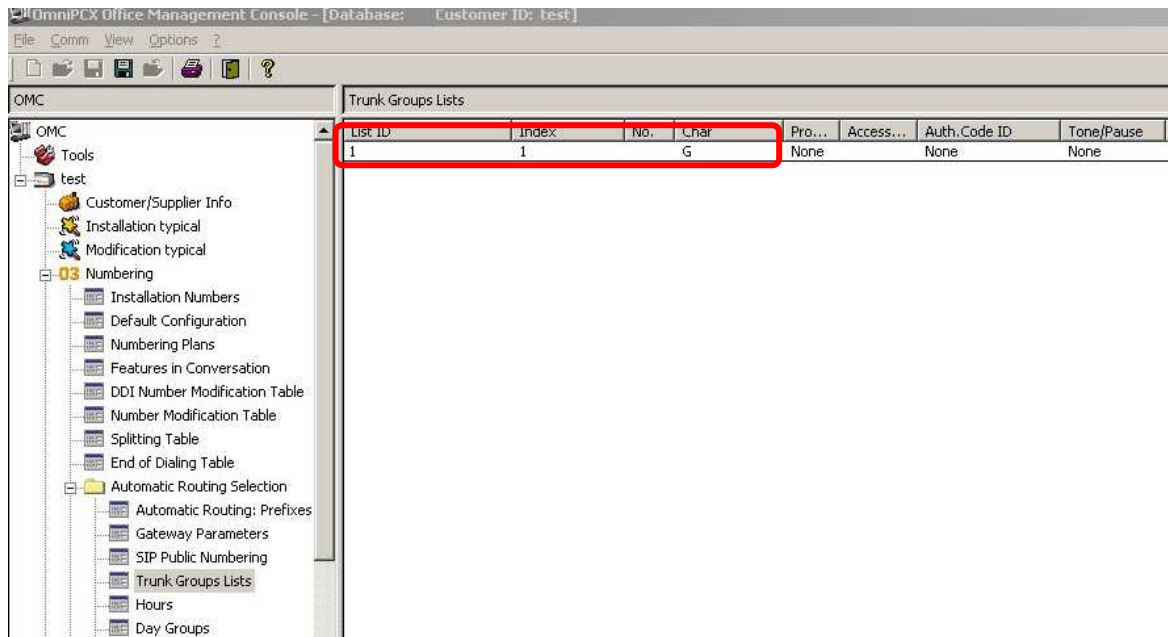 OmniPCX Office Management Console - [Database: Customer ID: test]
File Comm View Options ?
OMC
Trunk Groups Lists
OMC
Tools
test
Customer/Supplier Info
Installation typical
Modification typical
03 Numbering
Installation Numbers
Default Configuration
Numbering Plans
Features in Conversation
DDI Number Modification Table
Number Modification Table
Splitting Table
End of Dialing Table
Automatic Routing Selection
Automatic Routing: Prefixes
Gateway Parameters
SIP Public Numbering
Trunk Groups Lists
Hours
Day Groups
List ID Index No. Char Pro... Access... Auth.Code ID Tone/Pause
1 1 G None None None